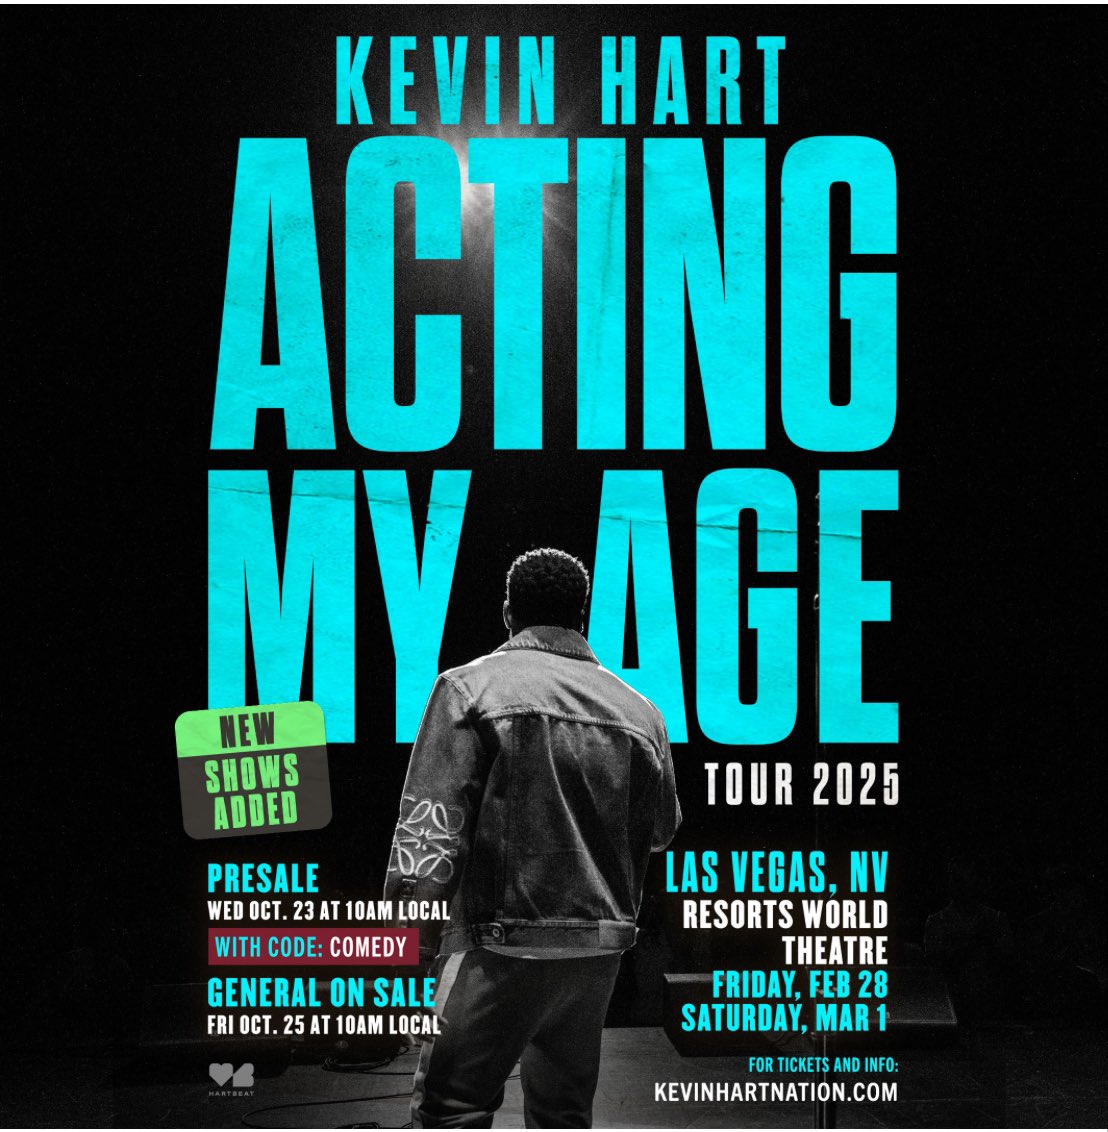 KEVIN HART
ACTING
MY AGE
TOUR 2025
NEW
SHOWS
ADDED
PRESALE
WED OCT. 23 AT 10AM LOCAL
WITH CODE: COMEDY
GENERAL ON SALE
FRI OCT. 25 AT 10AM LOCAL
HARTBEAT
LAS VEGAS, NV
RESORTS WORLD
THEATRE
FRIDAY, FEB 28
SATURDAY, MAR 1
FOR TICKETS AND INFO:
KEVINHARTNATION.COM